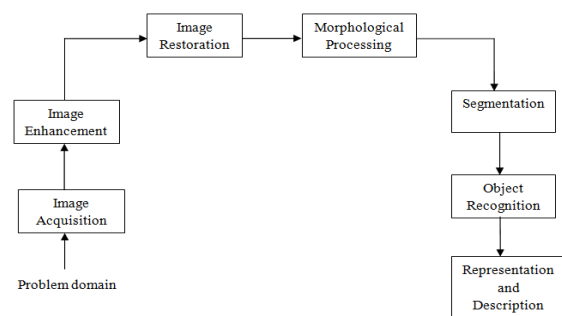 Problem domain
Image
Acquisition
Image
Enhancement
Image
Restoration
Morphological
Processing
Segmentation
Object
Recognition
Representation
and
Description